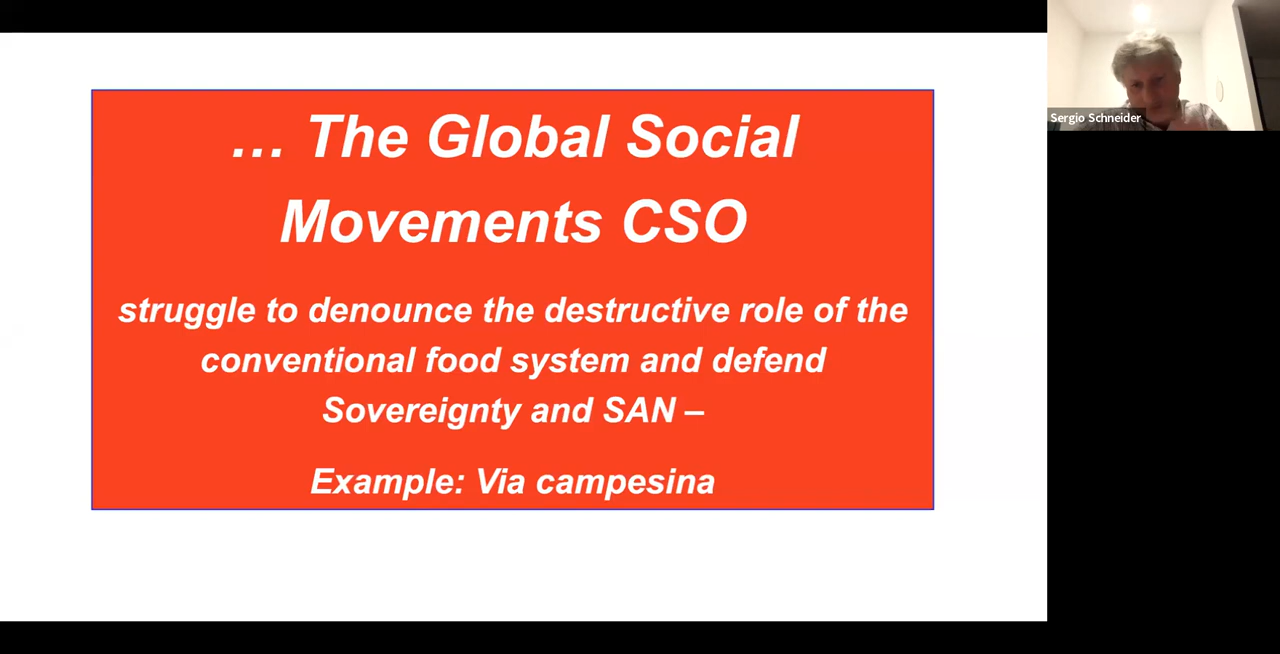 … The Global Social
Movements CSO
struggle to denounce the destructive role of the
conventional food system and defend
Sovereignty and SAN –
Example: Via campesina
Sergio Schneider